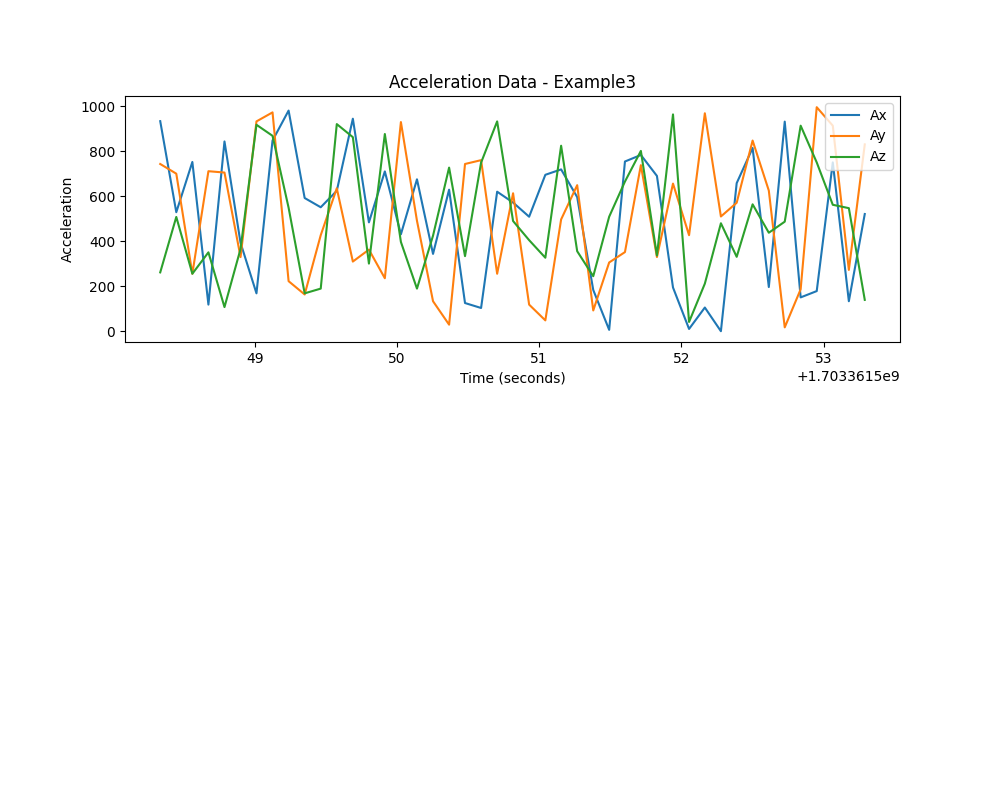 Acceleration Data - Example3
Acceleration
1000
800
600
400
200
0
Ax
Ay
Az
49 50 51 52 53
Time (seconds)
+1.7033615e9